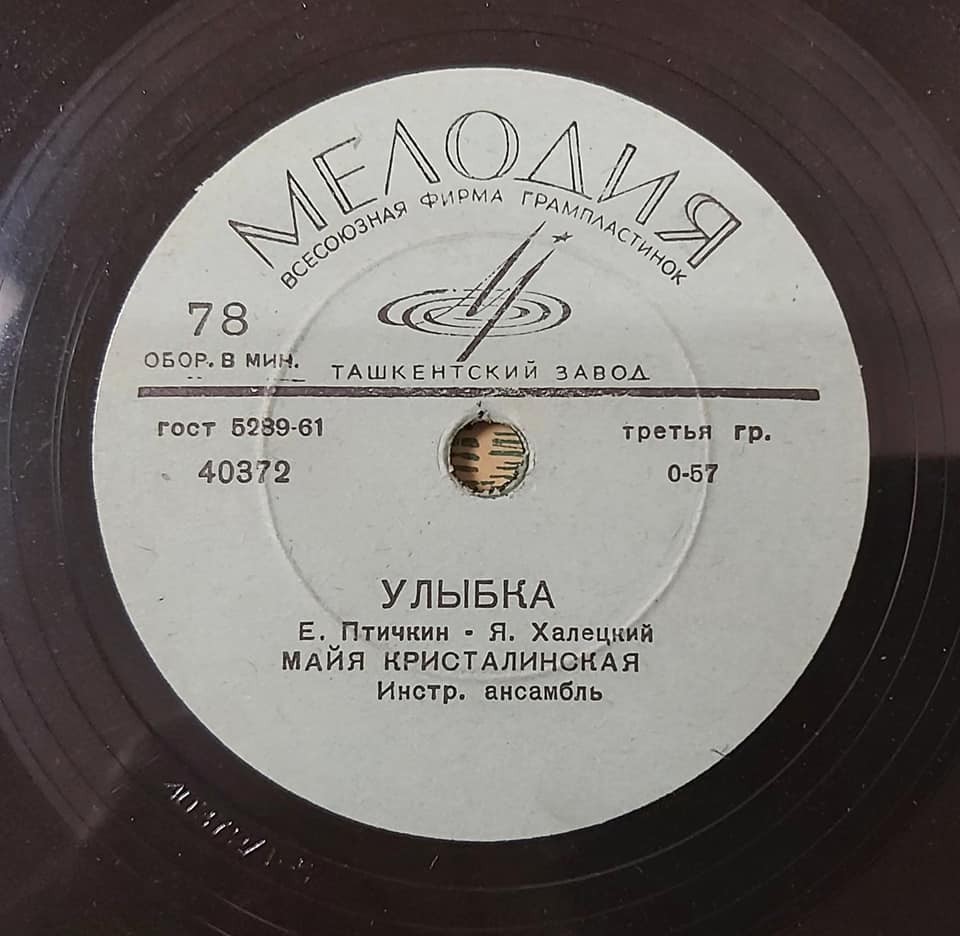 МЕЛОДИЯ
ВСЕСОЮЗНАЯ ФИРМА ГРАМПЛАСТИНОК
78
ОБОР. В МИН.
ТАШКЕНТСКИЙ ЗАВОД
гост 5289-61
третья гр.
40372
0-57
УЛЫБКА
Е. Птичкин - Я. Халецкий
МАЙЯ КРИСТАЛИНСКАЯ
Инстр. ансамбль